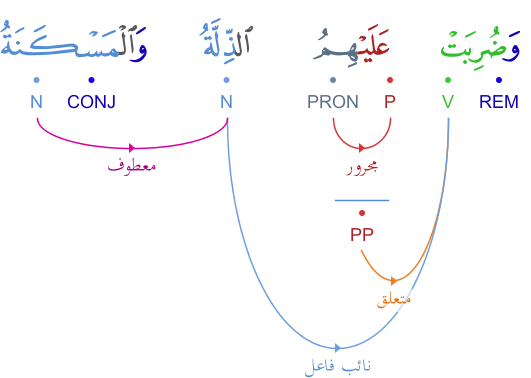 وَضُرِبَتْ عَلَيْهِمُ ٱلذِّلَّةُ وَٱلْمَسْكَنَةُ
REM V P PRON N CONJ N
مجرور معطوف
PP
متعلق
نائب فاعل